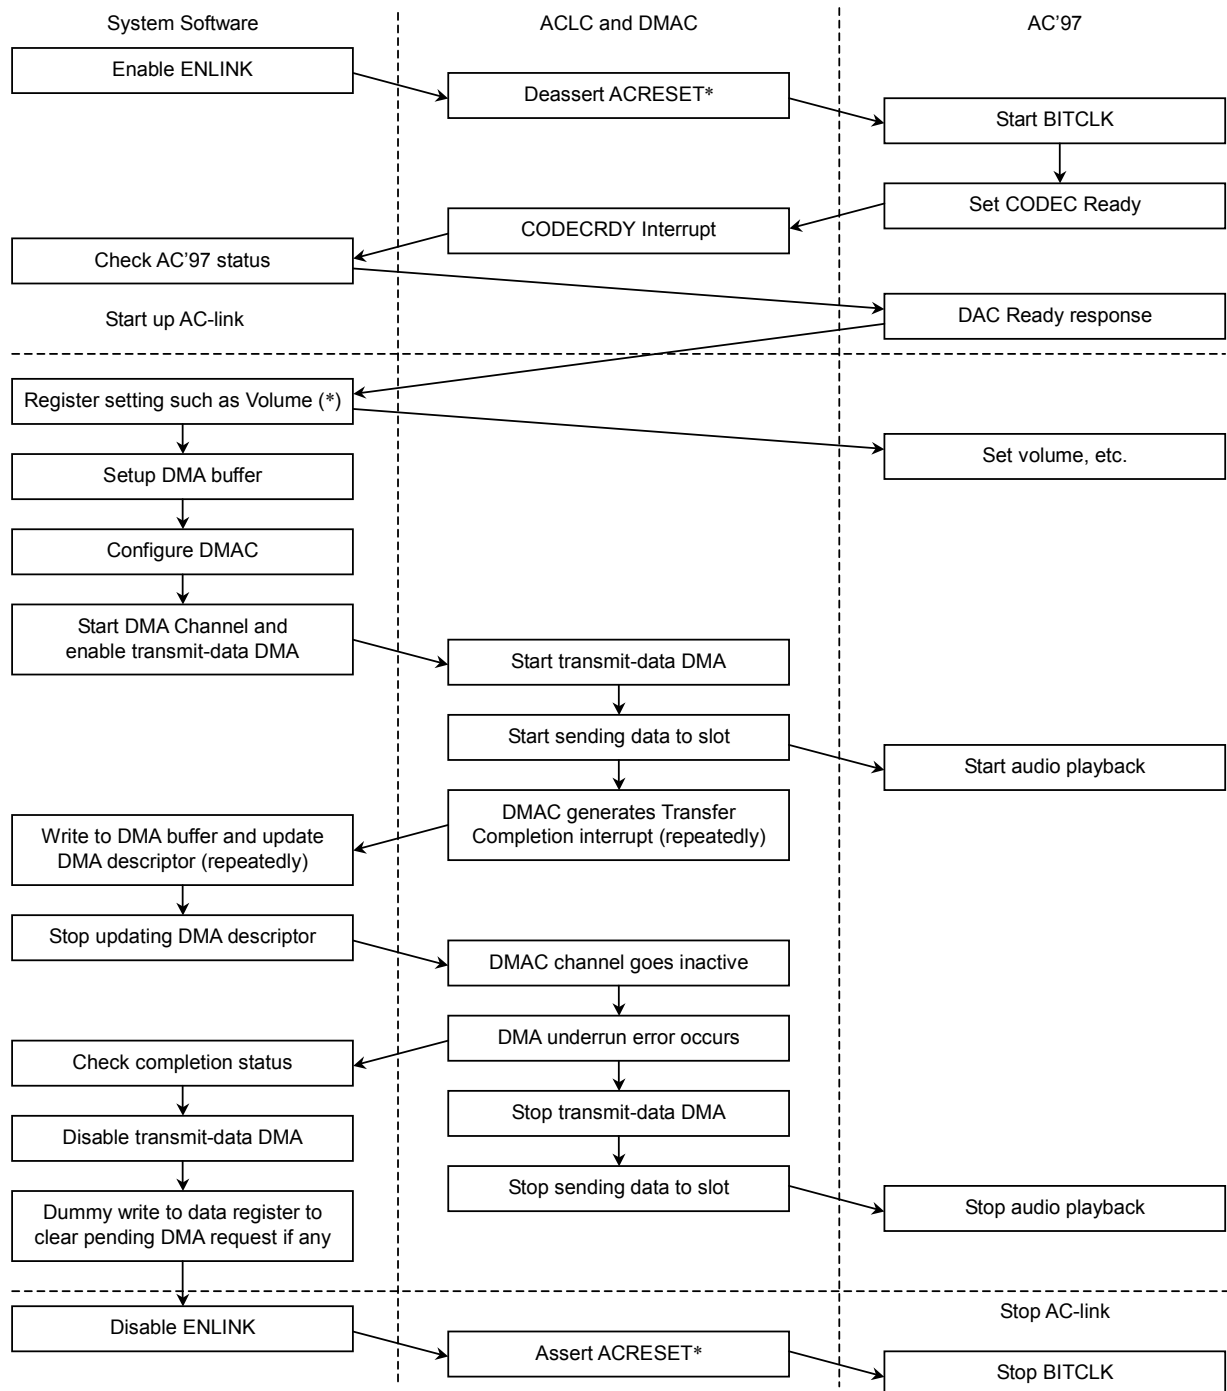 System Software
ACLC and DMAC
AC’97
Enable ENLINK
Deassert ACRESET*
Start BITCLK
Set CODEC Ready
CODECRDY Interrupt
Check AC’97 status
DAC Ready response
Start up AC-link
Register setting such as Volume (*)
Set volume, etc.
Setup DMA buffer
Configure DMAC
Start DMA Channel and
enable transmit-data DMA
Start transmit-data DMA
Start sending data to slot
Start audio playback
DMAC generates Transfer
Completion interrupt (repeatedly)
Write to DMA buffer and update
DMA descriptor (repeatedly)
Stop updating DMA descriptor
DMAC channel goes inactive
DMA underrun error occurs
Check completion status
Stop transmit-data DMA
Disable transmit-data DMA
Stop sending data to slot
Stop audio playback
Dummy write to data register to
clear pending DMA request if any
Stop AC-link
Disable ENLINK
Assert ACRESET*
Stop BITCLK